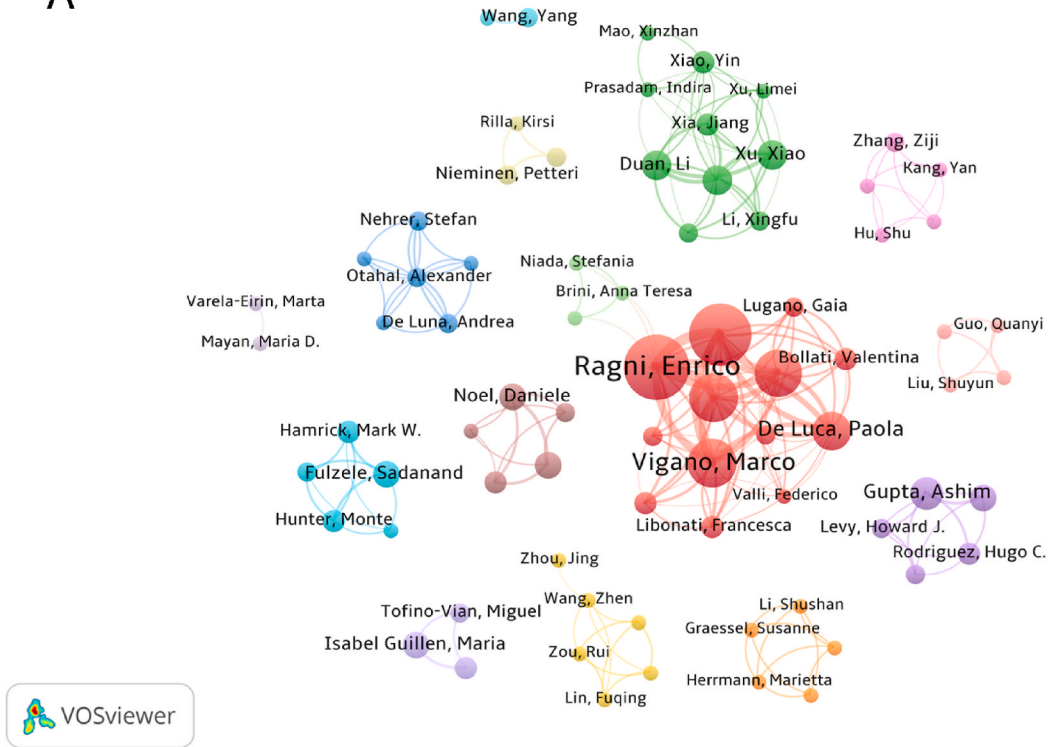 A
Wang, Yang
Mao, Xinzhan
Xiao, Yin
Prasadam, Indira
Xu, Limei
Rilla, Kirsi
Xia, Jiang
Zhang, Ziji
Nieminen, Petteri
Duan, Li
Xu, Xiao
Kang, Yan
Nehrer, Stefan
Li, Xingfu
Hu, Shu
Otahal, Alexander
Niada, Stefania
Brini, Anna Teresa
Varela-Eirin, Marta
De Luna, Andrea
Lugano, Gaia
Guo, Quanyi
Mayan, Maria D.
Ragni, Enrico
Bollati, Valentina
Liu, Shuyun
Noel, Daniele
Hamrick, Mark W.
De Luca, Paola
Fulzele, Sadanand
Vigano, Marco
Valli, Federico
Gupta, Ashim
Hunter, Monte
Libonati, Francesca
Levy, Howard J.
Rodriguez, Hugo C.
Zhou, Jing
Tofino-Vian, Miguel
Wang, Zhen
Li, Shushan
Isabel Guillen, Maria
Graessel, Susanne
Zou, Rui
Herrmann, Marietta
Lin, Fuqing
VOSviewer